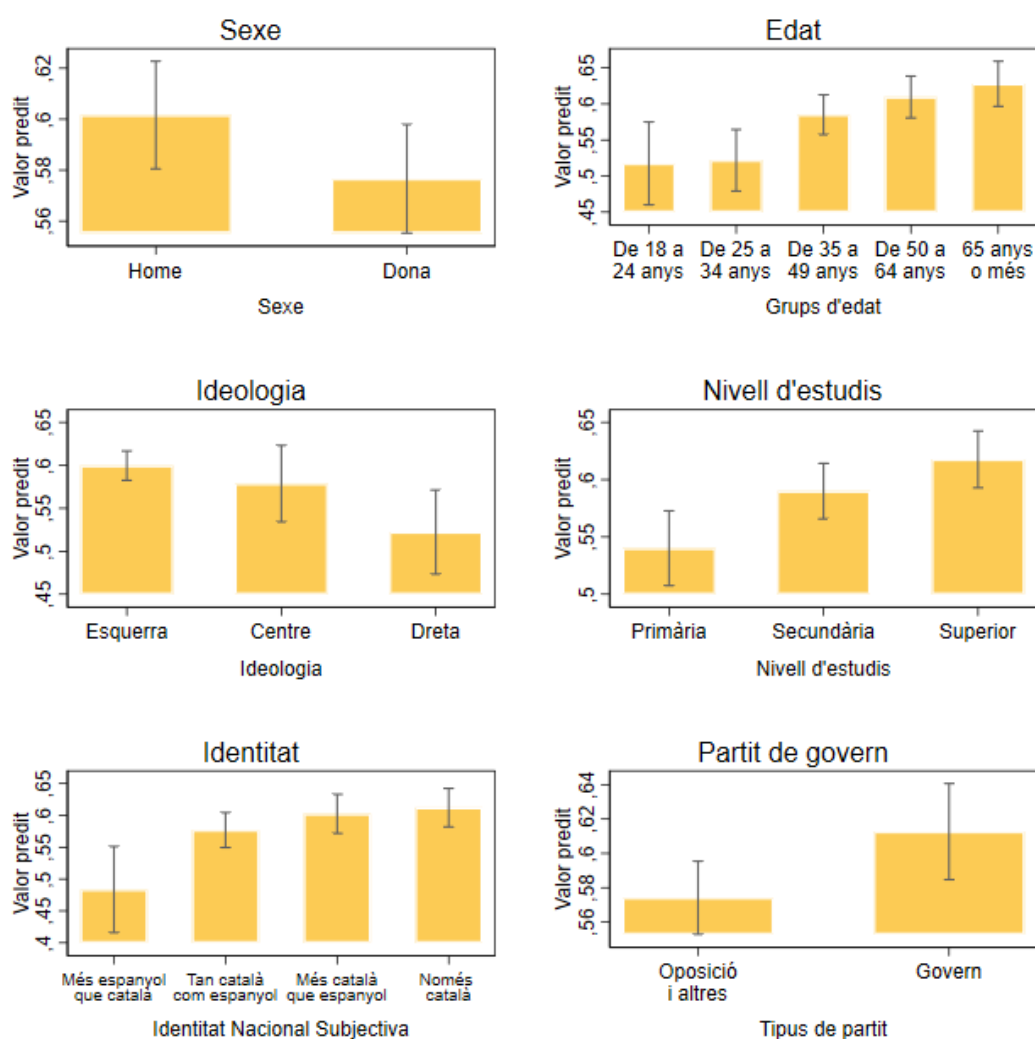 Sexe
Valor predit
,62
,6
,58
,56
Home
Dona
Sexe
Edat
Valor predit
,65
,6
,55
,5
,45
De 18 a
24 anys
De 25 a
34 anys
De 35 a
49 anys
De 50 a
64 anys
65 anys
o més
Grups d'edat
Ideologia
Valor predit
,65
,6
,55
,5
,45
Esquerra
Centre
Dreta
Ideologia
Nivell d'estudis
Valor predit
,65
,6
,55
,5
Primària
Secundària
Superior
Nivell d'estudis
Identitat
Valor predit
,65
,6
,55
,5
,45
,4
Més espanyol
que català
Tan català
com espanyol
Més català
que espanyol
Només
català
Identitat Nacional Subjectiva
Partit de govern
Valor predit
,64
,62
,6
,58
,56
Oposició
i altres
Govern
Tipus de partit